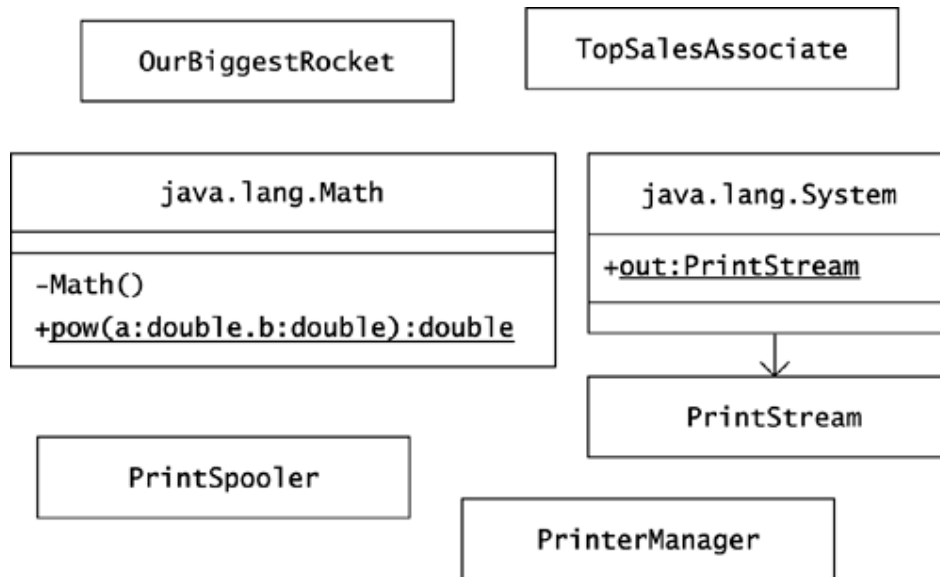 OurBiggestRocket
TopSalesAssociate
java.lang.Math
-Math()
+pow(a:double.b:double):double
java.lang.System
+out:PrintStream
PrintStream
PrintSpooler
PrinterManager